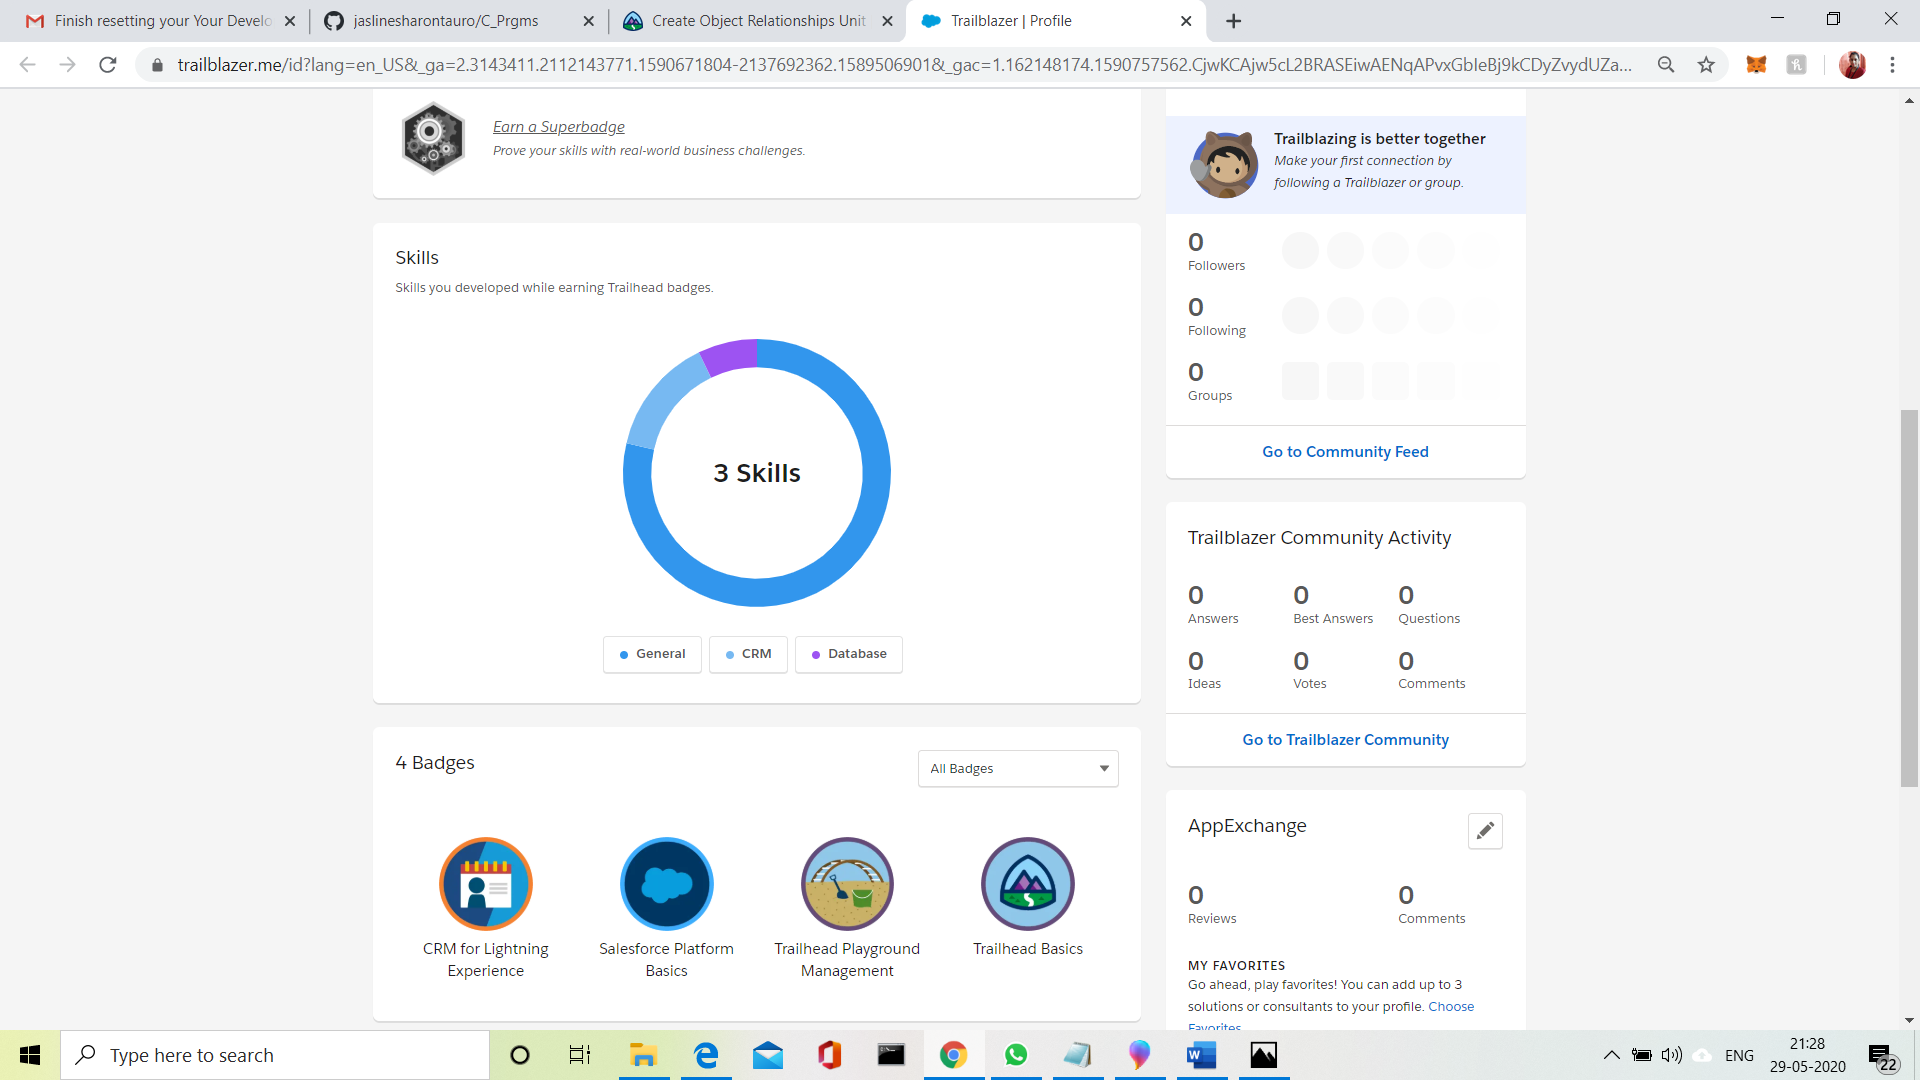 Finish resetting your Your Develo
jaslinesharontauro/C_Prgms
Create Object Relationships Unit
Trailblazer | Profile
trailblazer.me/id?lang=en_US&_ga=2.3143411.2112143771.1590671804-2137692362.1589506901&_gac=1.162148174.1590757562.CjwKCAjw5cL2BRASEiwAENqAPvxGbIeBj9kCDyZvydUZa...
Earn a Superbadge
Prove your skills with real-world business challenges.
Skills
Skills you developed while earning Trailhead badges.
3 Skills
General
CRM
Database
4 Badges
All Badges
CRM for Lightning
Experience
Salesforce Platform
Basics
Trailhead Playground
Management
Trailhead Basics
Trailblazing is better together
Make your first connection by
following a Trailblazer or group.
0
Followers
0
Following
0
Groups
Go to Community Feed
Trailblazer Community Activity
0 0 0
Answers Best Answers Questions
0 0 0
Ideas Votes Comments
Go to Trailblazer Community
AppExchange
0 0
Reviews Comments
MY FAVORITES
Go ahead, play favorites! You can add up to 3
solutions or consultants to your profile. Choose
Favorites
Type here to search
ENG
21:28
29-05-2020
22